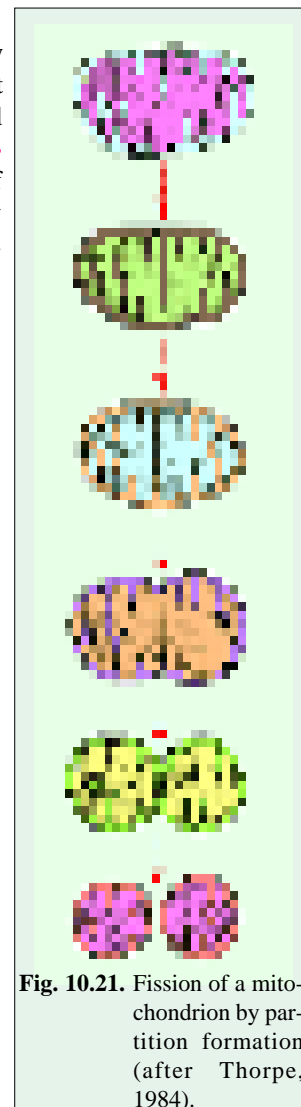 Fig. 10.21. Fission of a mito-
chondrion by par-
tition formation
(after Thorpe,
1984).